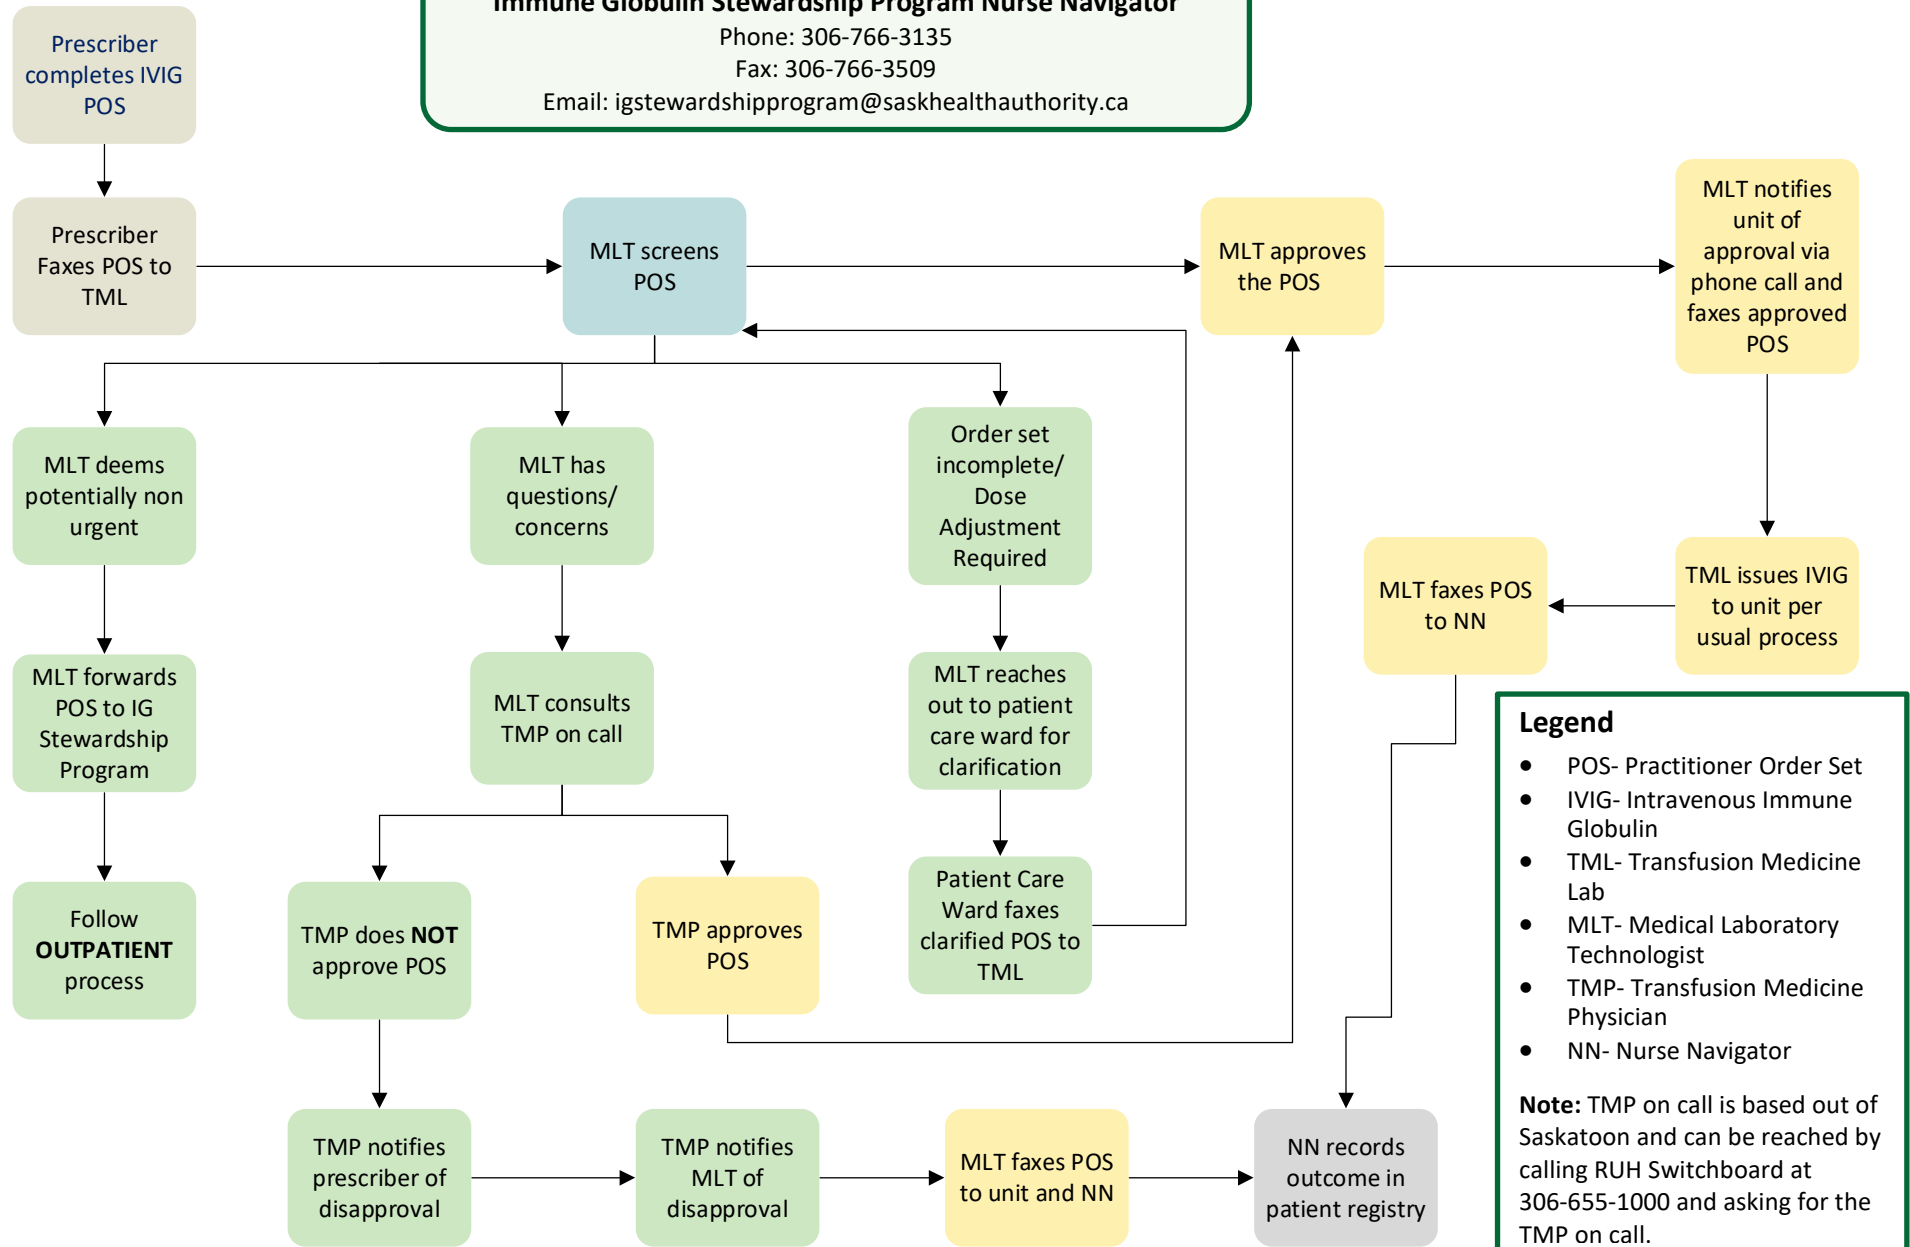 Immune Globulin Stewardship Program Nurse Navigator
Phone: 306-766-3135
Fax: 306-766-3509
Email: igstewardshipprogram@saskhealthauthority.ca
Prescriber
completes IVIG
POS
Prescriber
Faxes POS to
TML
MLT screens
POS
MLT approves
the POS
MLT notifies
unit of
approval via
phone call and
faxes approved
POS
MLT deems
potentially non
urgent
MLT has
questions/
concerns
Order set
incomplete/
Dose
Adjustment
Required
MLT faxes POS
to NN
TML issues IVIG
to unit per
usual process
MLT forwards
POS to IG
Stewardship
Program
MLT consults
TMP on call
MLT reaches
out to patient
care ward for
clarification
Follow
OUTPATIENT
process
TMP does NOT
approve POS
TMP approves
POS
Patient Care
Ward faxes
clarified POS to
TML
TMP notifies
prescriber of
disapproval
TMP notifies
MLT of
disapproval
MLT faxes POS
to unit and NN
NN records
outcome in
patient registry
Legend
• POS- Practitioner Order Set
• IVIG- Intravenous Immune
Globulin
• TML- Transfusion Medicine
Lab
• MLT- Medical Laboratory
Technologist
• TMP- Transfusion Medicine
Physician
• NN- Nurse Navigator
Note: TMP on call is based out of
Saskatoon and can be reached by
calling RUH Switchboard at
306-655-1000 and asking for the
TMP on call.